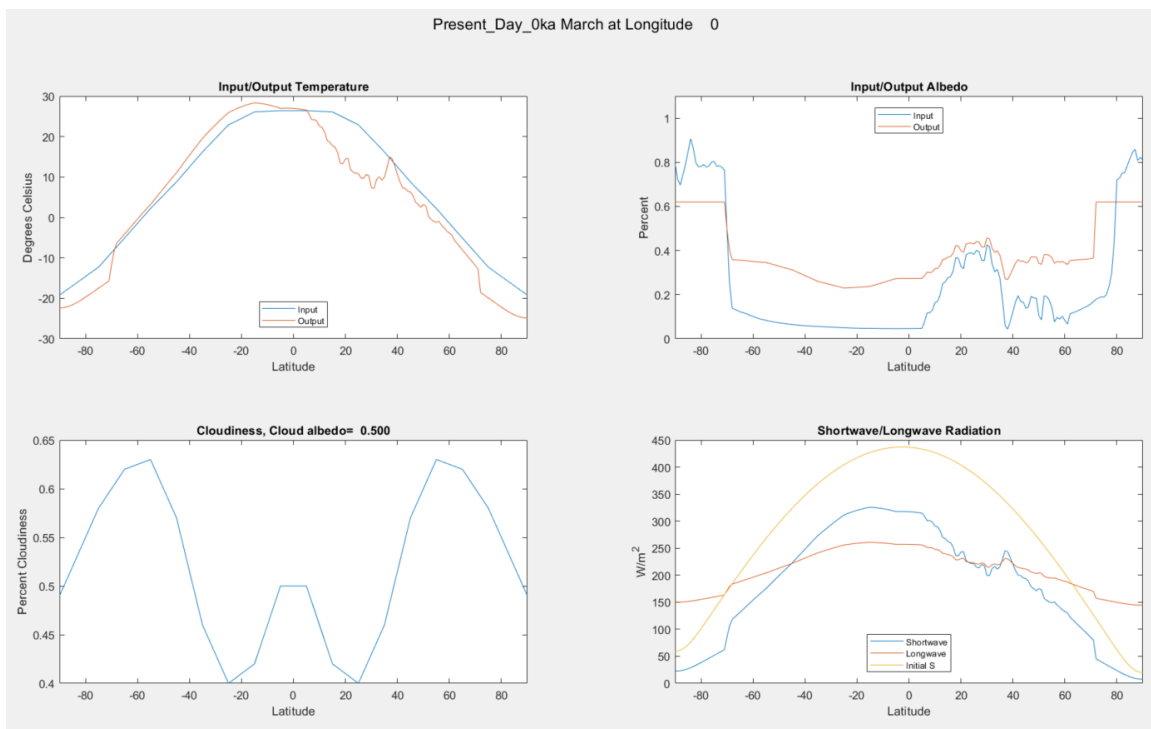 Present_Day_0ka March at Longitude 0
Input/Output Temperature
30
20
10
0
-10
-20
-30
Degrees Celsius
-80 -60 -40 -20 0 20 40 60 80
Latitude
Input
Output
Input/Output Albedo
1
0.8
0.6
0.4
0.2
0
Percent
-80 -60 -40 -20 0 20 40 60 80
Latitude
Input
Output
Cloudiness, Cloud albedo= 0.500
0.65
0.6
0.55
0.5
0.45
0.4
Percent Cloudiness
-80 -60 -40 -20 0 20 40 60 80
Latitude
Shortwave/Longwave Radiation
450
400
350
300
250
200
150
100
50
0
W/m²
-80 -60 -40 -20 0 20 40 60 80
Latitude
Shortwave
Longwave
Initial S